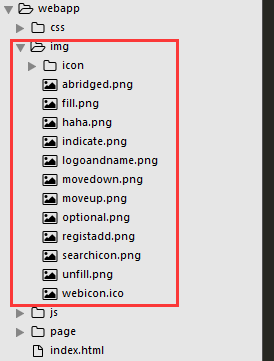 webapp
css
img
icon
abridged.png
fill.png
haha.png
indicate.png
logoandname.png
movedown.png
moveup.png
optional.png
registadd.png
searchicon.png
unfill.png
webicon.ico
js
page
index.html